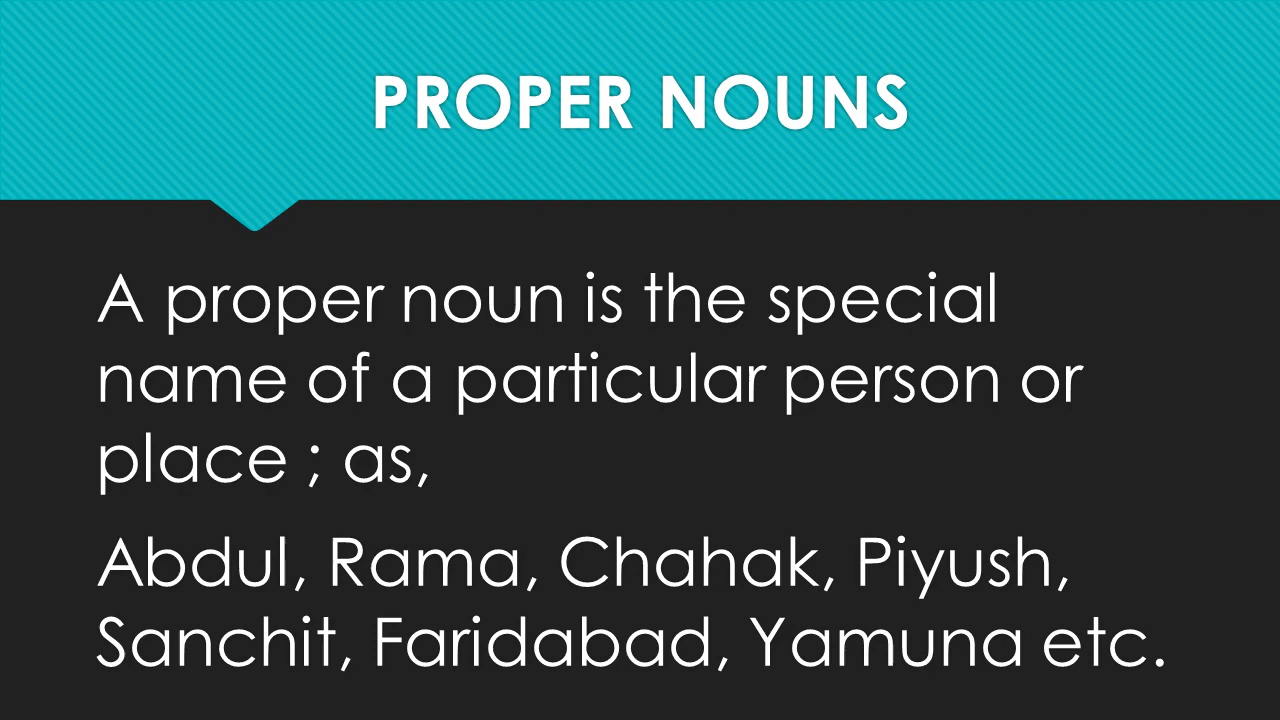 PROPER NOUNS
A proper noun is the special
name of a particular person or
place ; as,
Abdul, Rama, Chahak, Piyush,
Sanchit, Faridabad, Yamuna etc.